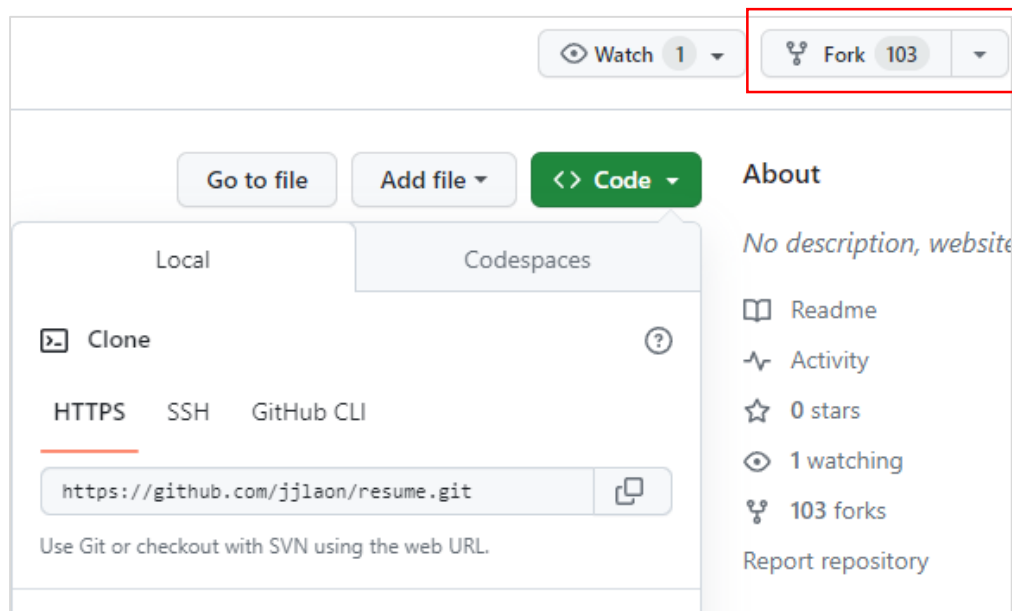 Watch 1
Fork 103
Go to file
Add file
<> Code
Local
Codespaces
Clone
HTTPS
SSH
GitHub CLI
https://github.com/jjlaon/resume.git
Use Git or checkout with SVN using the web URL.
About
No description, website
Readme
Activity
0 stars
1 watching
103 forks
Report repository